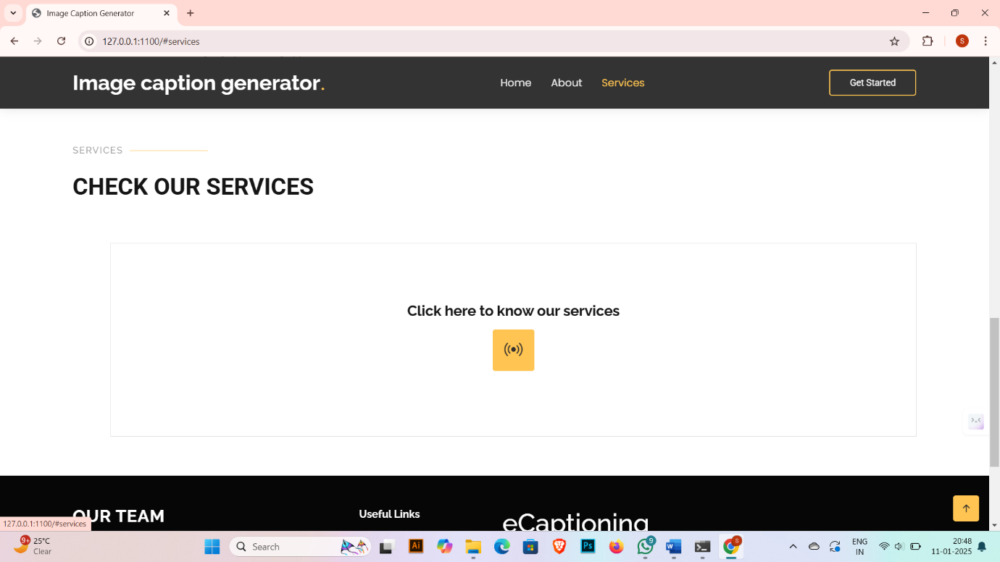 Image Caption Generator
127.0.0.1:1100/#services
S
Image caption generator.
Home About Services
Get Started
SERVICES
CHECK OUR SERVICES
Click here to know our services
OUR TEAM
Useful Links
eCaptioning
127.0.0.1:1100/#services
9+
25°C
Clear
Search
Ai
Ps
9
W
S
ENG
IN
20:48
11-01-2025